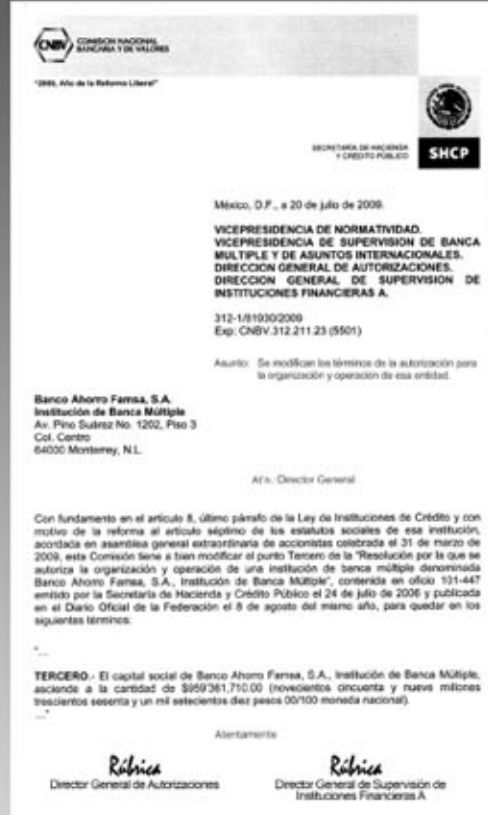 CNBV
COMISION NACIONAL
BANCARIA Y DE VALORES
"2009, Año de la Reforma Liberal"
SECRETARÍA DE HACIENDA
Y CRÉDITO PÚBLICO
SHCP
México, D.F., a 20 de julio de 2009.
VICEPRESIDENCIA DE NORMATIVIDAD.
VICEPRESIDENCIA DE SUPERVISION DE BANCA
MULTIPLE Y DE ASUNTOS INTERNACIONALES.
DIRECCION GENERAL DE AUTORIZACIONES.
DIRECCION GENERAL DE SUPERVISION DE
INSTITUCIONES FINANCIERAS A.
312-1/81930/2009
Exp: CNBV.312.211.23 (5501)
Asunto: Se modifican los términos de la autorización para
la organización y operación de esa entidad.
Banco Ahorro Famsa, S.A.
Institución de Banca Múltiple
Av. Pino Suárez No. 1202, Piso 3
Col. Centro
64000 Monterrey, N.L.
At'n.: Director General
Con fundamento en el artículo 8, último párrafo de la Ley de Instituciones de Crédito y con
motivo de la reforma al artículo séptimo de los estatutos sociales de esa institución,
acordada en asamblea general extraordinaria de accionistas celebrada el 31 de marzo de
2009, esta Comisión tiene a bien modificar el punto Tercero de la "Resolución por la que se
autoriza la organización y operación de una institución de banca múltiple denominada
Banco Ahorro Famsa, S.A., Institución de Banca Múltiple", contenida en oficio 101-447
emitido por la Secretaría de Hacienda y Crédito Público el 24 de julio de 2006 y publicada
en el Diario Oficial de la Federación el 8 de agosto del mismo año, para quedar en los
siguientes términos:
"...
TERCERO.- El capital social de Banco Ahorro Famsa, S.A., Institución de Banca Múltiple,
asciende a la cantidad de $959'361,710.00 (novecientos cincuenta y nueve millones
trescientos sesenta y un mil setecientos diez pesos 00/100 moneda nacional).
..."
Atentamente
Rúbrica
Rúbrica
Director General de Autorizaciones
Director General de Supervisión de
Instituciones Financieras A